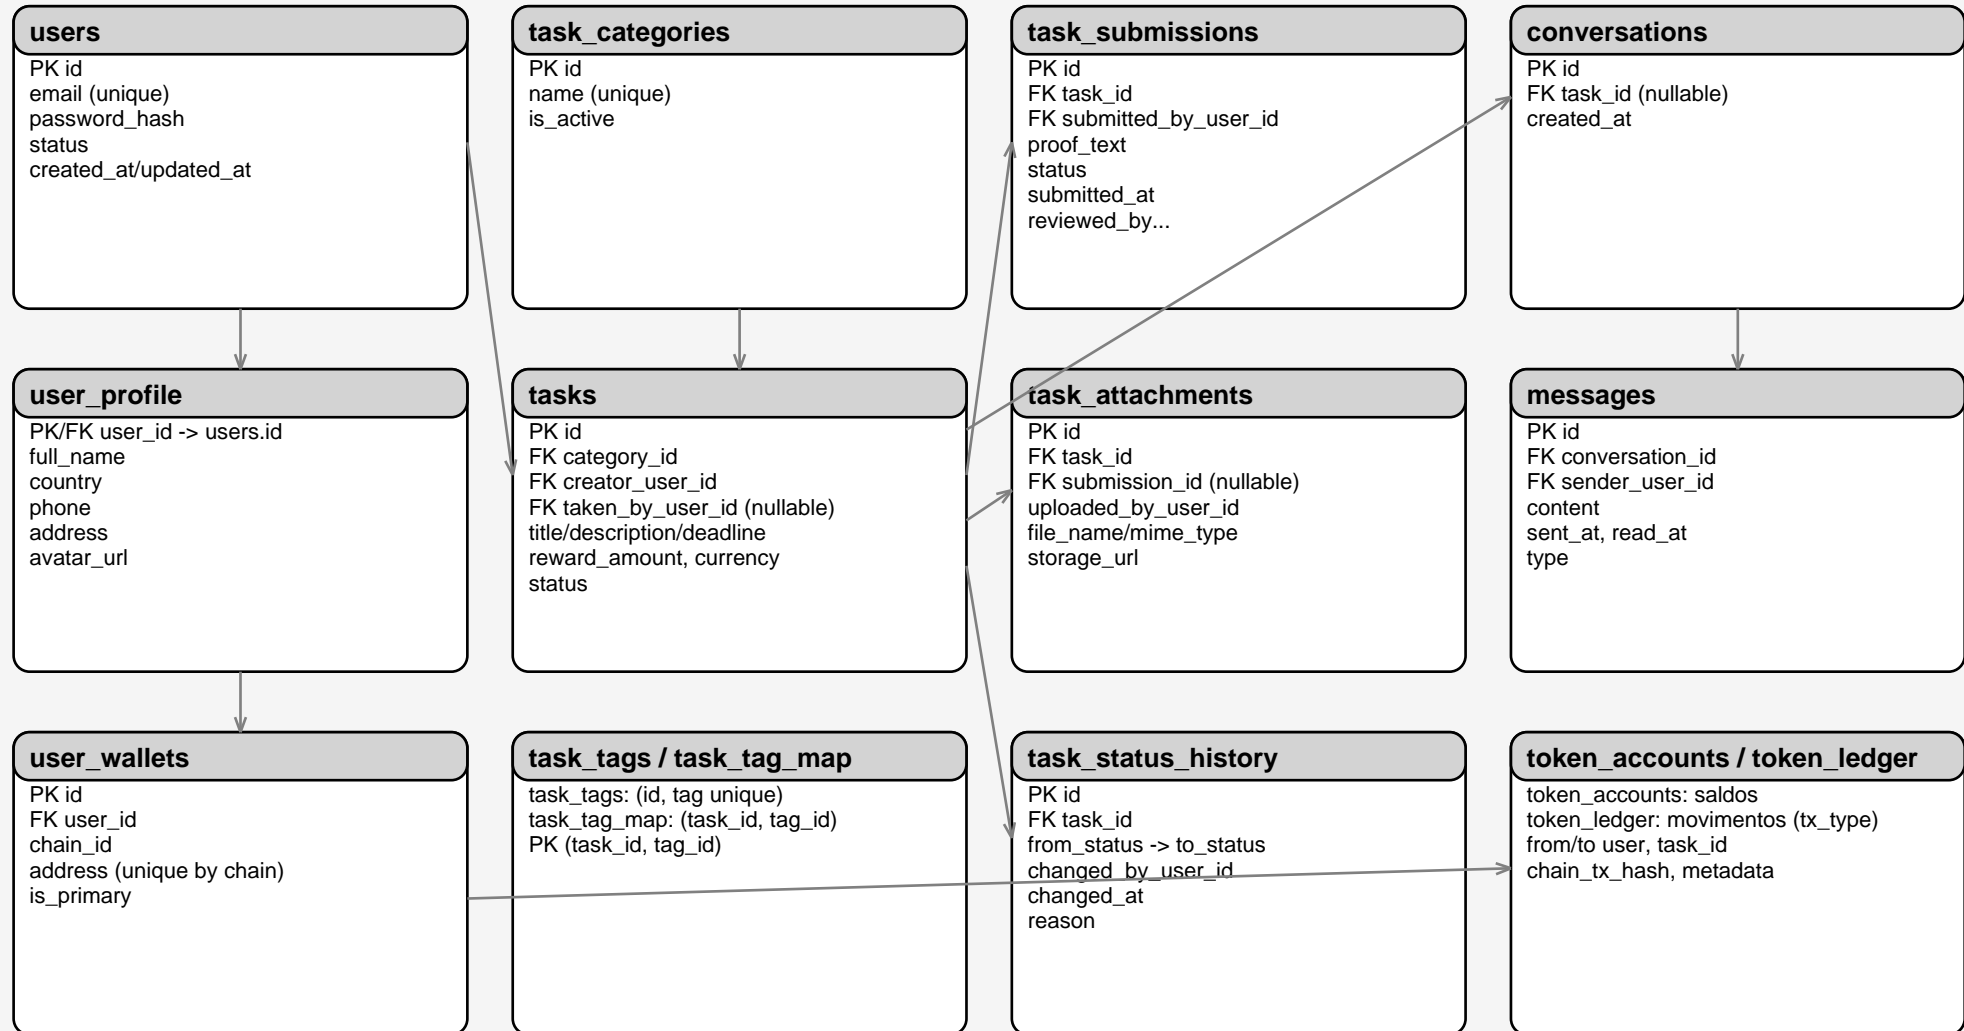 users
PK id
email (unique)
password_hash
status
created_at/updated_at
task_categories
PK id
name (unique)
is_active
task_submissions
PK id
FK task_id
FK submitted_by_user_id
proof_text
status
submitted_at
reviewed_by...
conversations
PK id
FK task_id (nullable)
created_at
user_profile
PK/FK user_id -> users.id
full_name
country
phone
address
avatar_url
tasks
PK id
FK category_id
FK creator_user_id
FK taken_by_user_id (nullable)
title/description/deadline
reward_amount, currency
status
task_attachments
PK id
FK task_id
FK submission_id (nullable)
uploaded_by_user_id
file_name/mime_type
storage_url
messages
PK id
FK conversation_id
FK sender_user_id
content
sent_at, read_at
type
user_wallets
PK id
FK user_id
chain_id
address (unique by chain)
is_primary
task_tags / task_tag_map
task_tags: (id, tag unique)
task_tag_map: (task_id, tag_id)
PK (task_id, tag_id)
task_status_history
PK id
FK task_id
from_status -> to_status
changed_by_user_id
changed_at
reason
token_accounts / token_ledger
token_accounts: saldos
token_ledger: movimentos (tx_type)
from/to user, task_id
chain_tx_hash, metadata